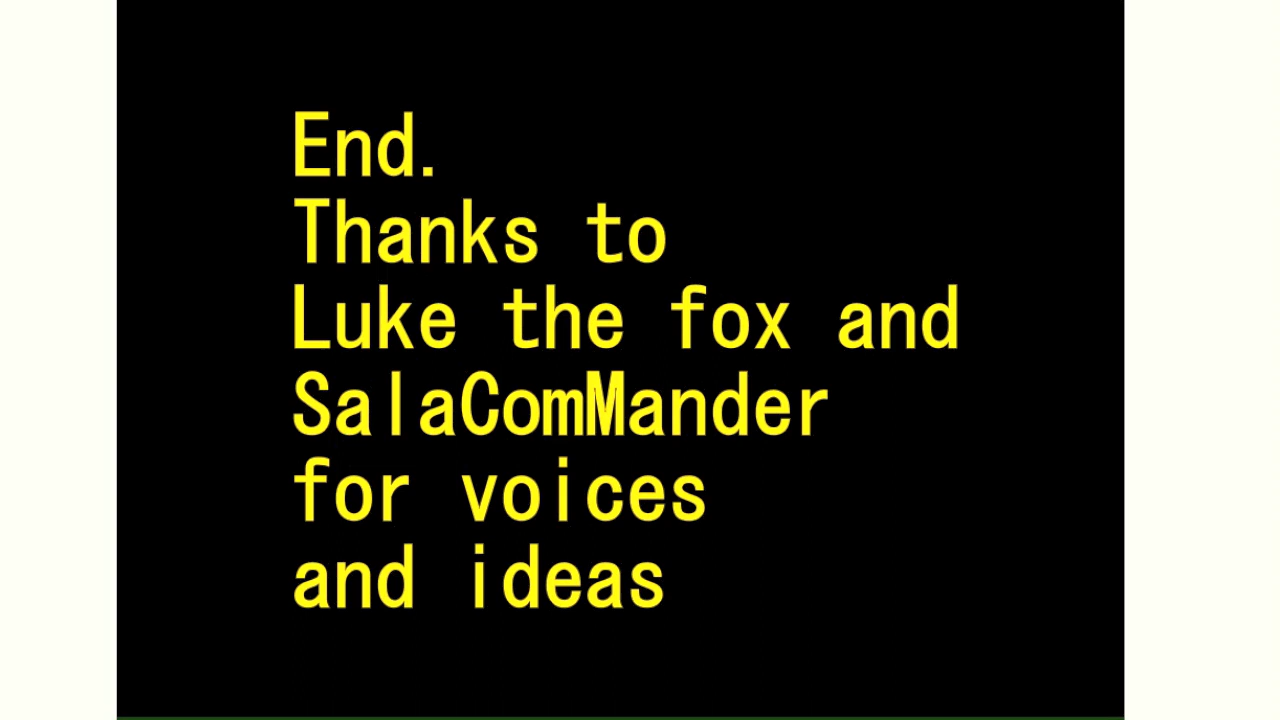 End.
Thanks to
Luke the fox and
SalaComMander
for voices
and ideas